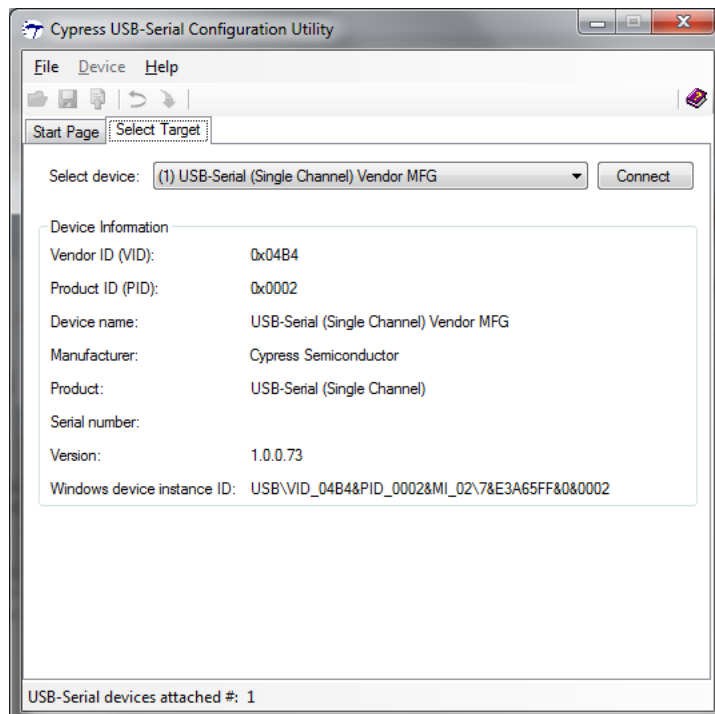 Cypress USB-Serial Configuration Utility
File Device Help
Start Page Select Target
Select device: (1) USB-Serial (Single Channel) Vendor MFG Connect
Device Information
Vendor ID (VID): 0x04B4
Product ID (PID): 0x0002
Device name: USB-Serial (Single Channel) Vendor MFG
Manufacturer: Cypress Semiconductor
Product: USB-Serial (Single Channel)
Serial number:
Version: 1.0.0.73
Windows device instance ID: USB\VID_04B4&PID_0002&MI_02\7&E3A65FF&0&0002
USB-Serial devices attached #: 1